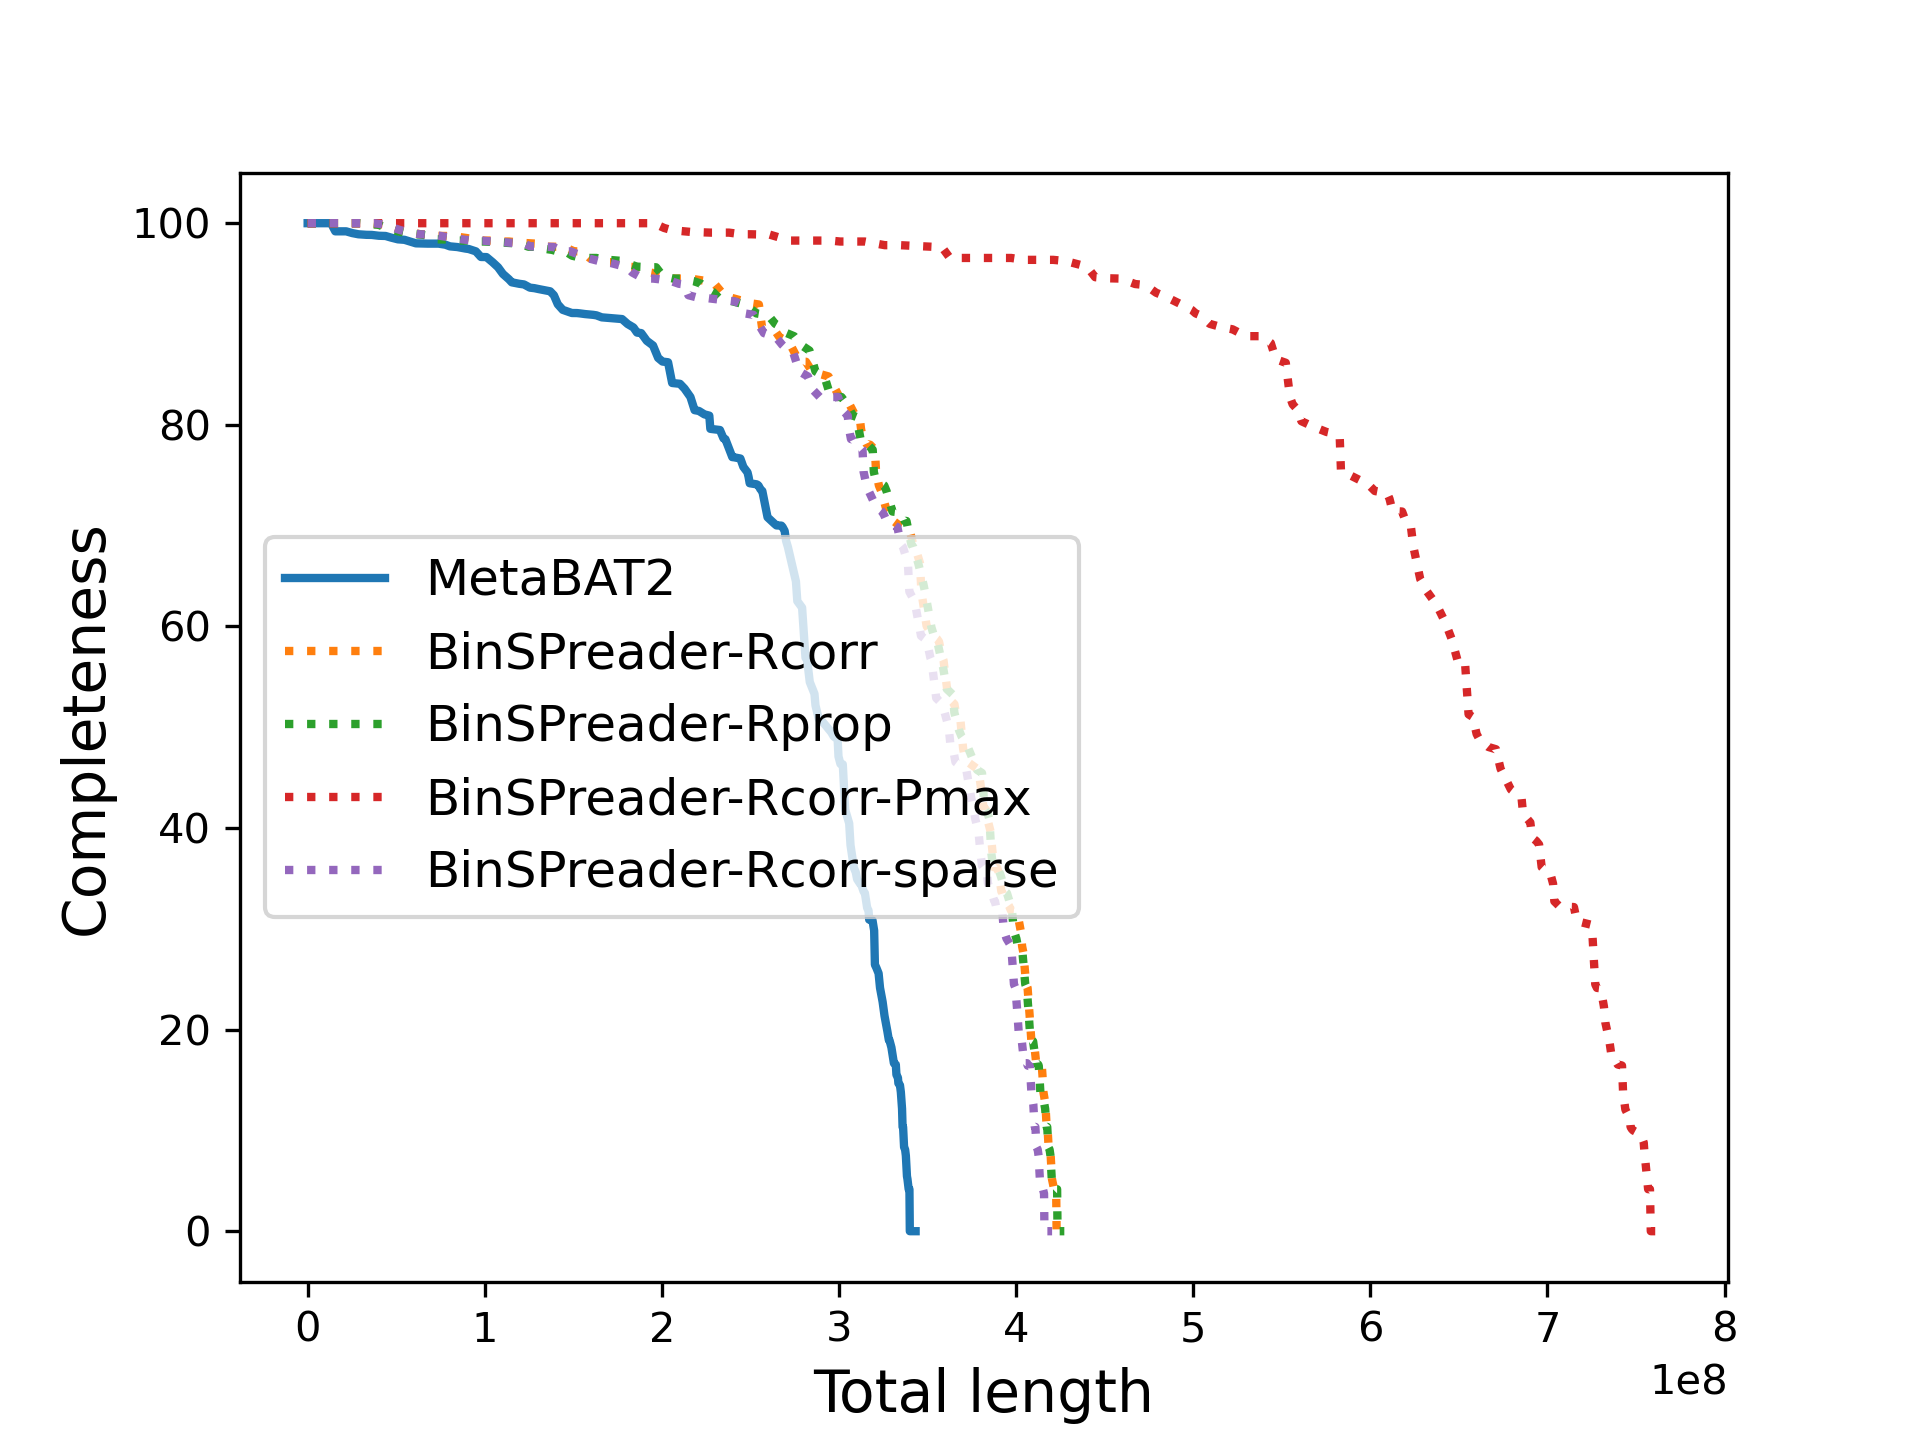 100
80
60
40
20
0
Completeness
MetaBAT2
BinSPreader-Rcorr
BinSPreader-Rprop
BinSPreader-Rcorr-Pmax
BinSPreader-Rcorr-sparse
0 1 2 3 4 5 6 7 8
1e8
Total length